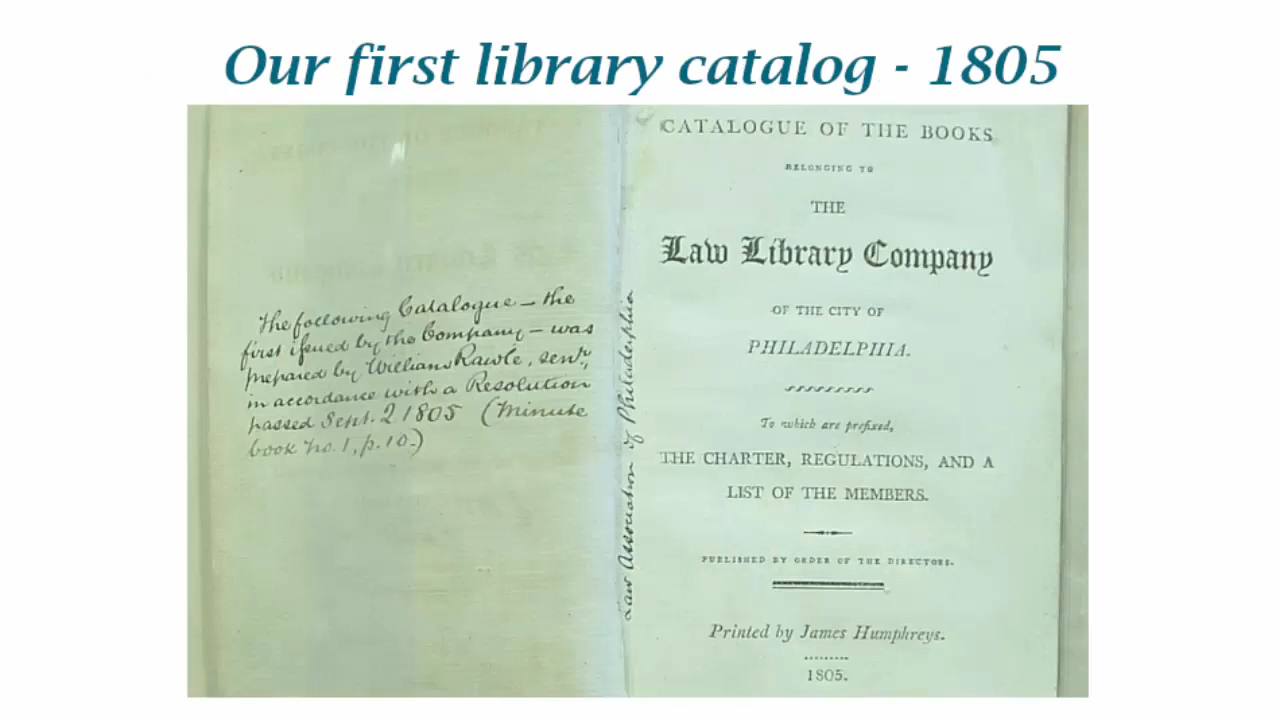 Our first library catalog - 1805
The following Catalogue – the
first issued by the Company – was
prepared by William Rawle, senr,
in accordance with a Resolution
passed Sept. 2 1805 (Minute
book No. 1, p. 10.)
Law Association of Philadelphia
CATALOGUE OF THE BOOKS
BELONGING TO
THE
Law Library Company
OF THE CITY OF
PHILADELPHIA.
To which are prefixed,
THE CHARTER, REGULATIONS, AND A
LIST OF THE MEMBERS.
PUBLISHED BY ORDER OF THE DIRECTORS.
Printed by James Humphreys.
1805.